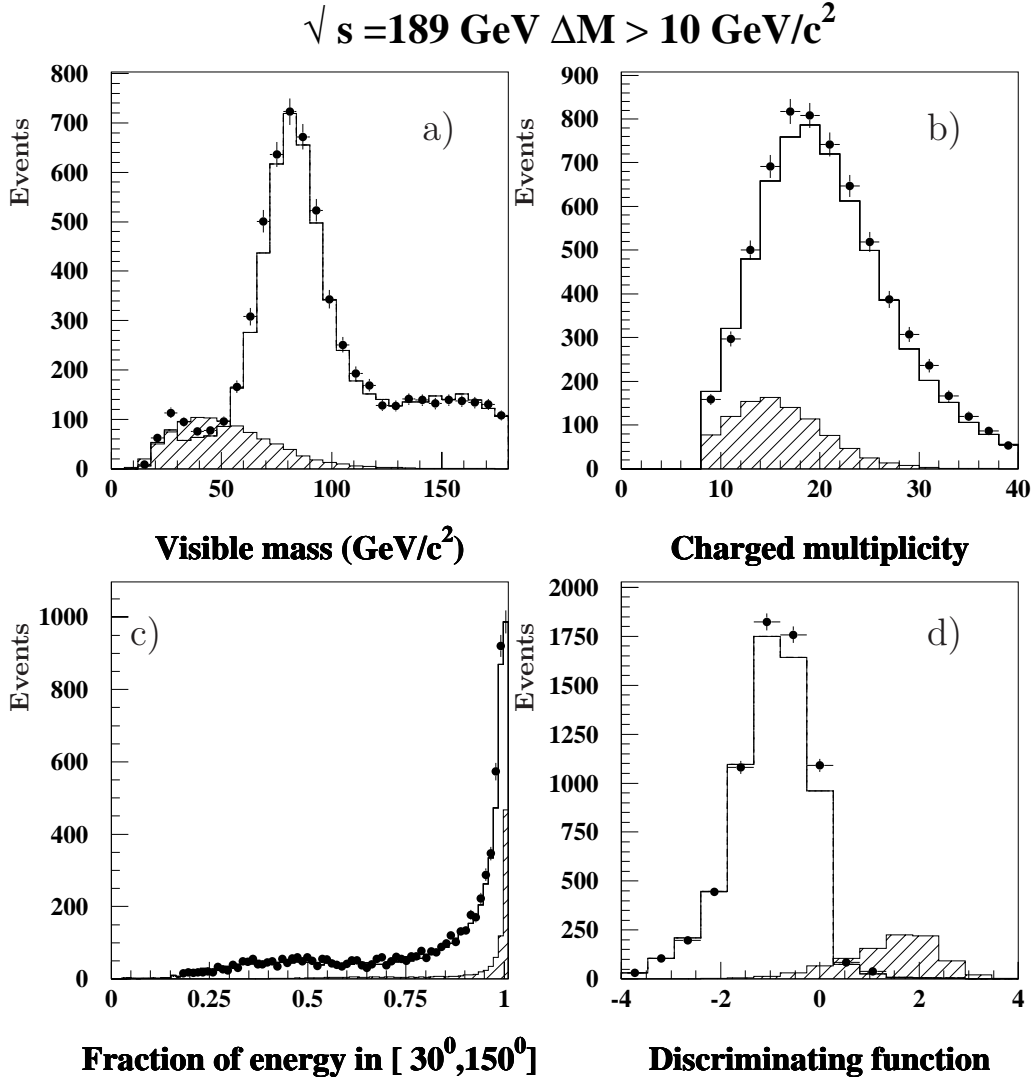 √ s =189 GeV ΔM > 10 GeV/c²
800
700
600
500
400
300
200
100
0
Events
a)
0 50 100 150
Visible mass (GeV/c²)
900
800
700
600
500
400
300
200
100
0
Events
b)
0 10 20 30 40
Charged multiplicity
1000
800
600
400
200
0
Events
c)
0 0.25 0.5 0.75 1
Fraction of energy in [ 30⁰,150⁰]
2000
1750
1500
1250
1000
750
500
250
0
Events
d)
-4 -2 0 2 4
Discriminating function